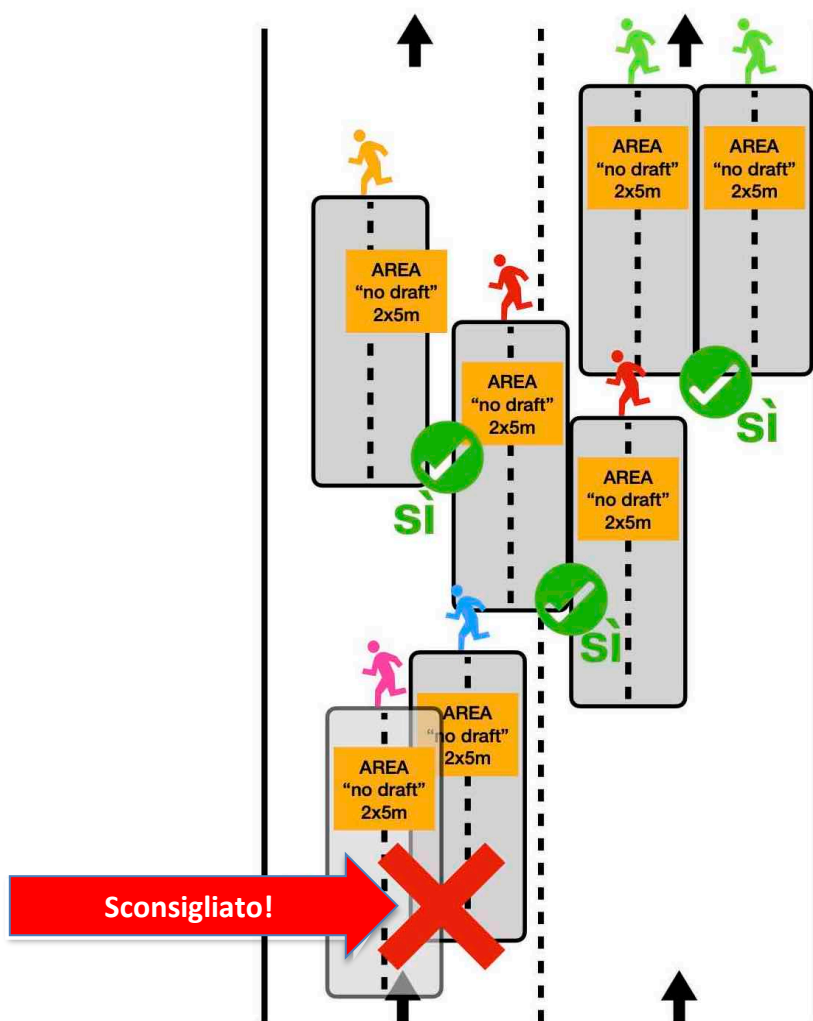 AREA
“no draft”
2x5m
AREA
“no draft”
2x5m
AREA
“no draft”
2x5m
AREA
“no draft”
2x5m
sì
AREA
“no draft”
2x5m
sì
sì
AREA
“no draft”
2x5m
AREA
“no draft”
2x5m
Sconsigliato!